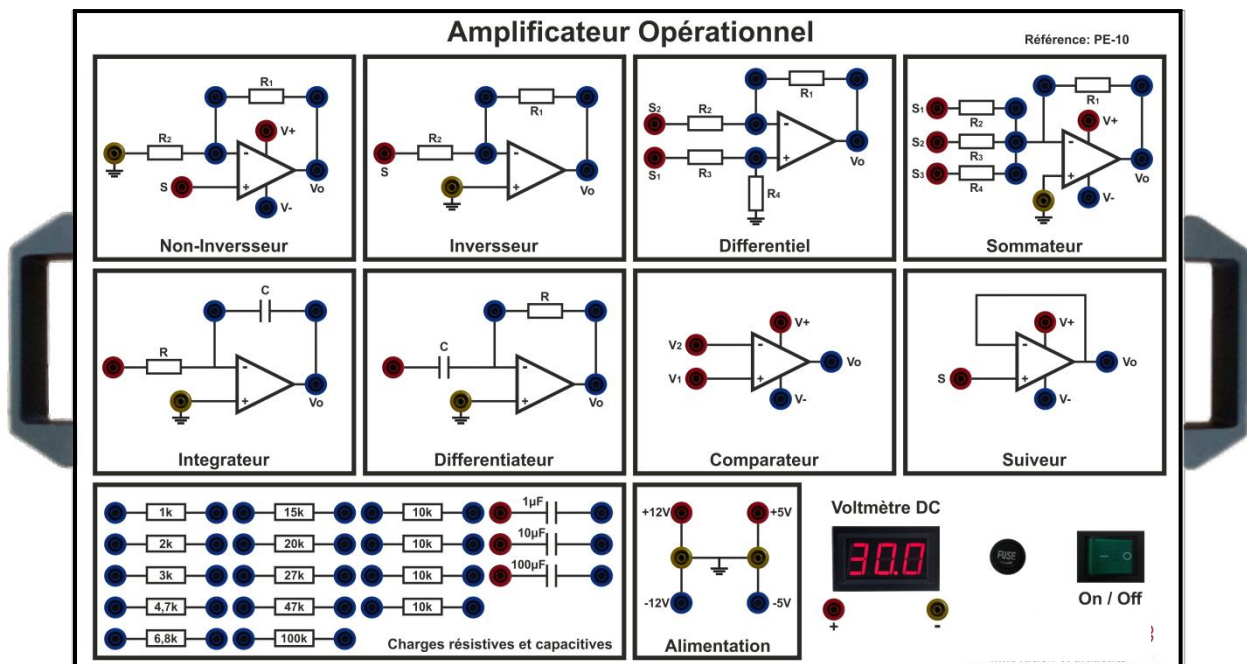 Amplificateur Opérationnel
Référence: PE-10
R1
R2
V+
-
+
S
V-
Vo
Non-Inversseur
R1
R2
-
+
S
Vo
Inversseur
R1
S2
R2
-
+
S1
R3
R4
Vo
Differentiel
R1
S1
R2
V+
S2
R3
-
+
S3
R4
V-
Vo
Sommateur
C
R
-
+
Vo
Integrateur
R
C
-
+
Vo
Differentiateur
V+
V2
-
V1
+
Vo
V-
Comparateur
V+
-
S
+
Vo
V-
Suiveur
1k 15k 10k 1µF
2k 20k 10k 10µF
3k 27k 10k 100µF
4,7k 47k 10k
6,8k 100k
Charges résistives et capacitives
+12V +5V
-12V -5V
Alimentation
Voltmètre DC
30.0
+ -
FUSE
On / Off